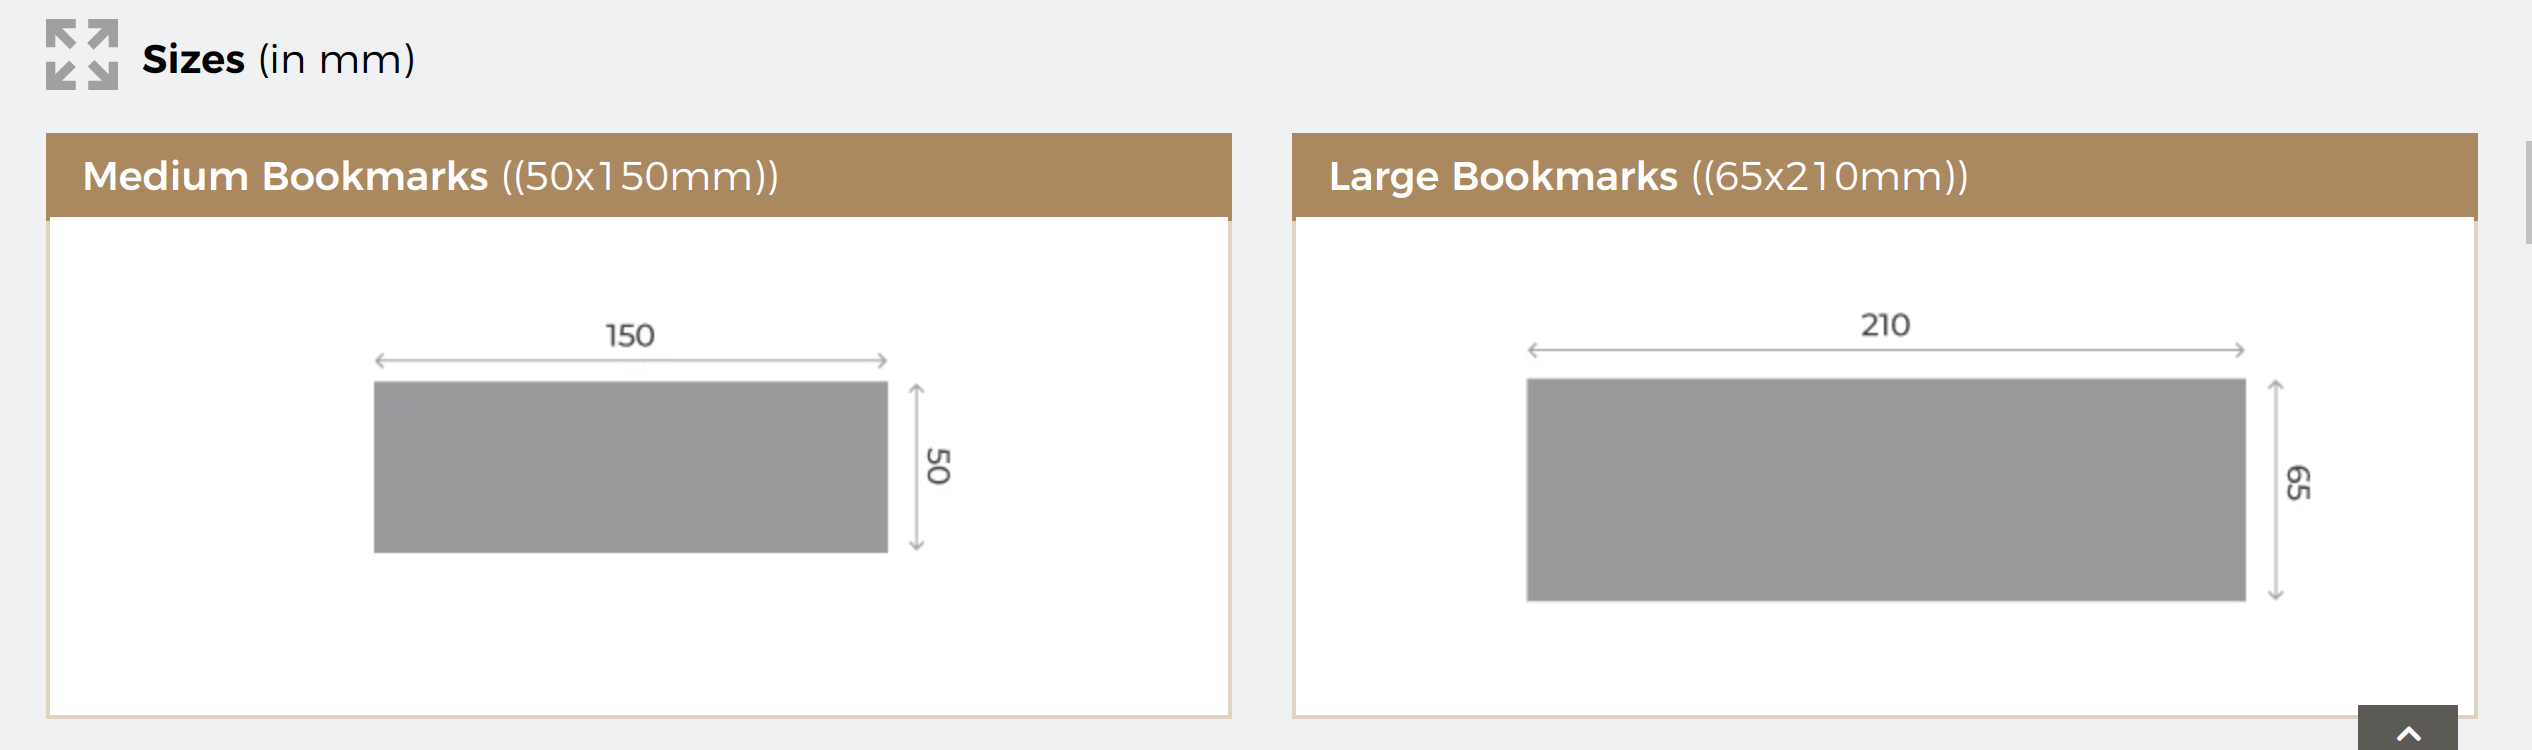 Sizes (in mm)
Medium Bookmarks ((50x150mm))
150
50
Large Bookmarks ((65x210mm))
210
65